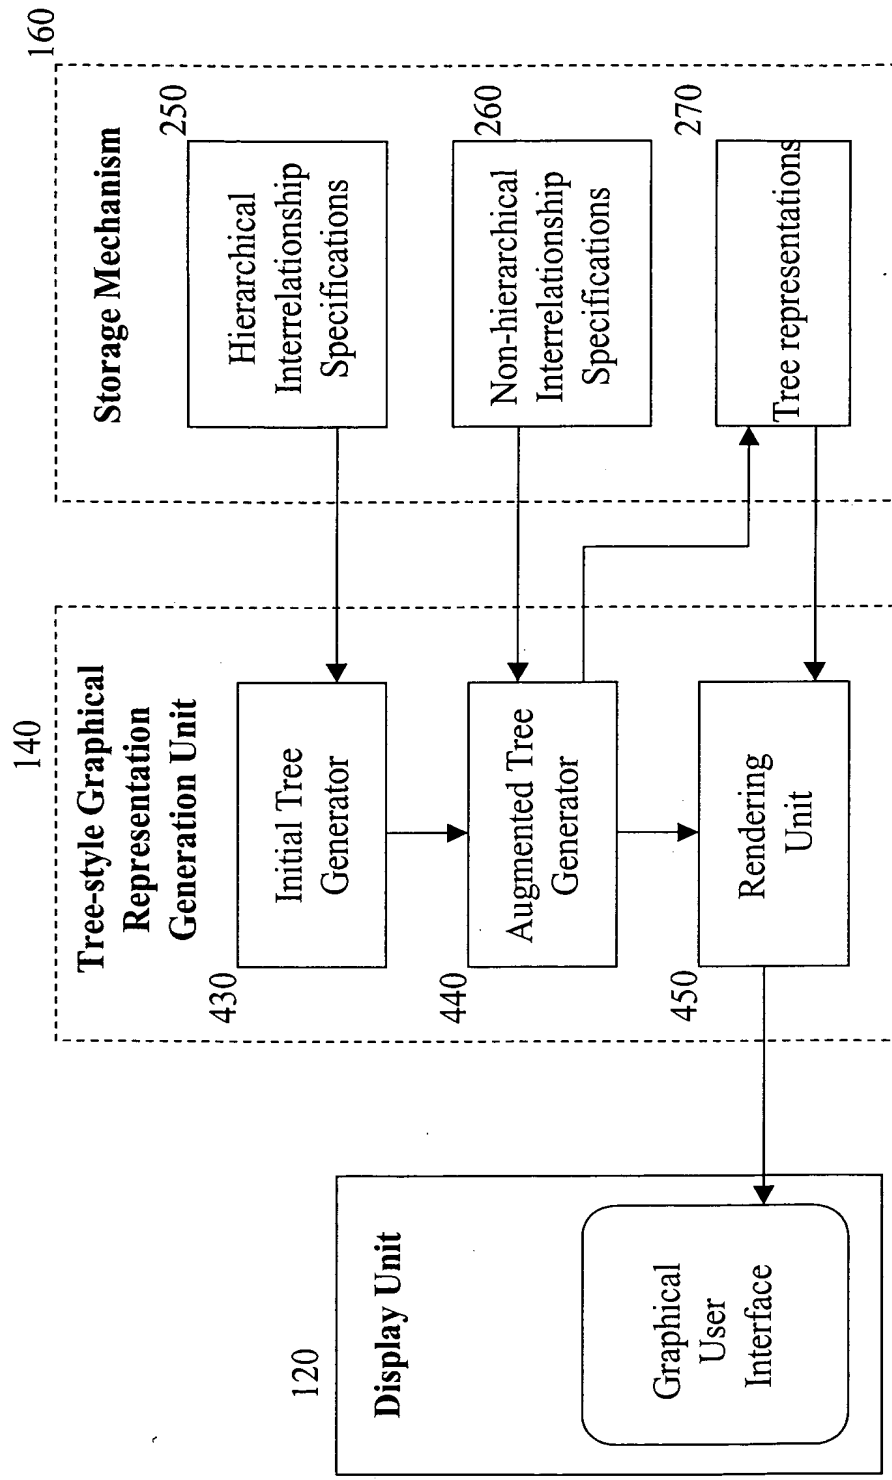 120
Display Unit
Graphical
User
Interface
140
Tree-style Graphical
Representation
Generation Unit
430
Initial Tree
Generator
440
Augmented Tree
Generator
450
Rendering
Unit
160
Storage Mechanism
250
Hierarchical
Interrelationship
Specifications
260
Non-hierarchical
Interrelationship
Specifications
270
Tree representations